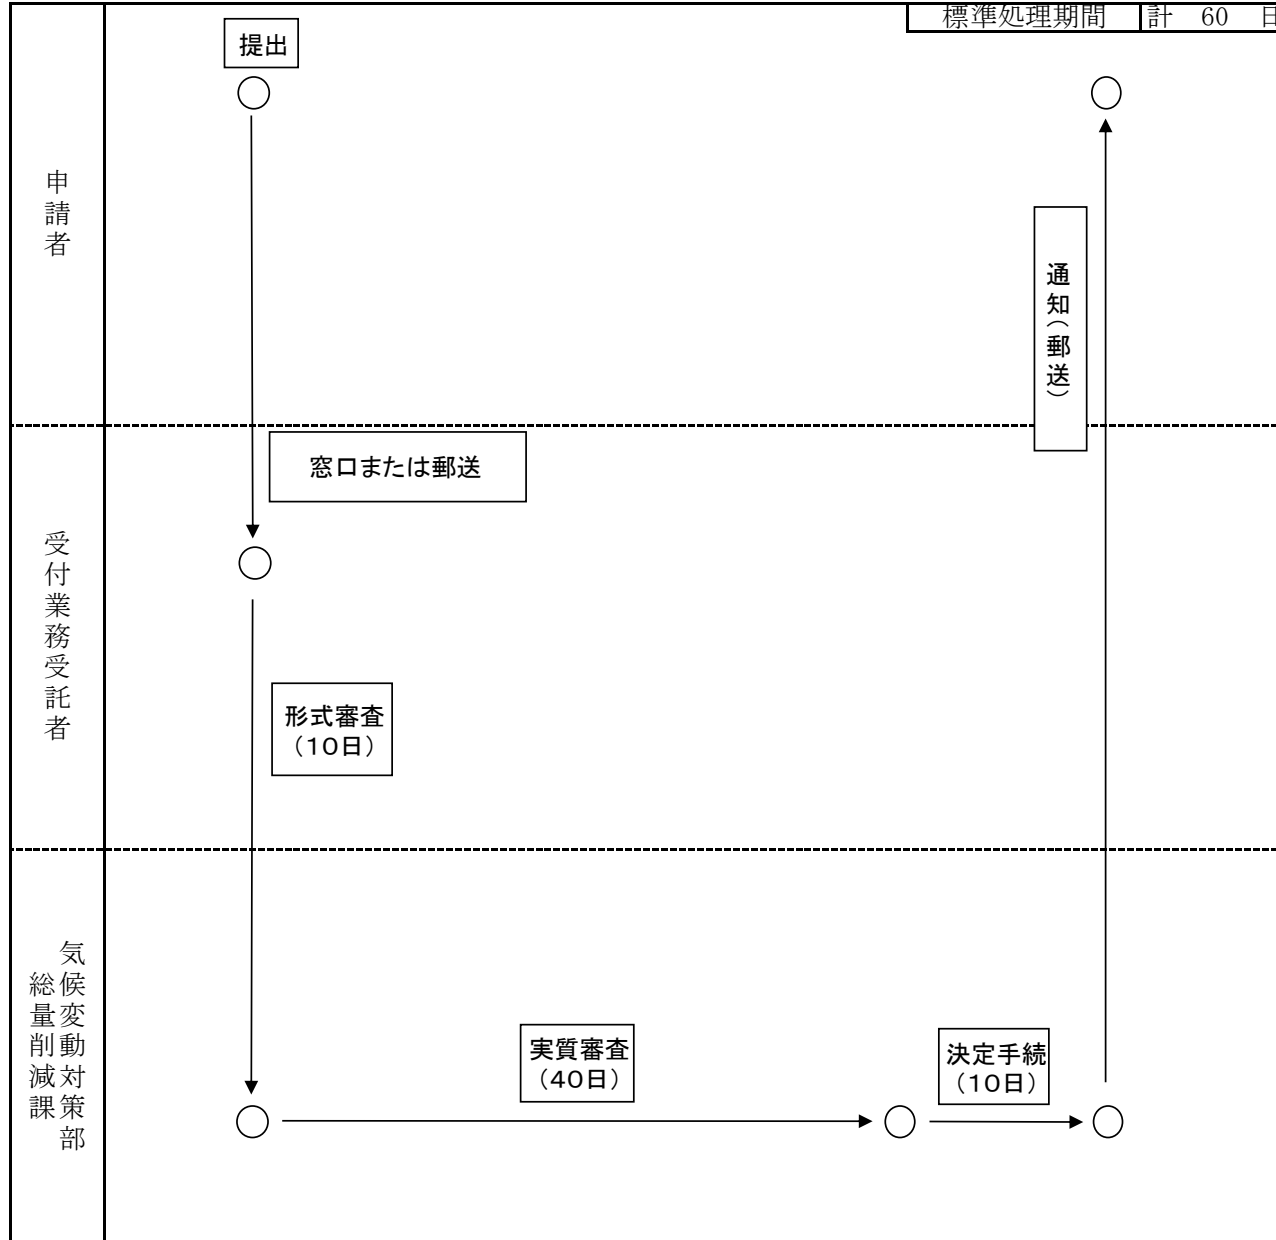 標準処理期間 計 60 日
提出
申請者
通知(郵送)
窓口または郵送
受付業務受託者
形式審査
(10日)
気候変動対策部
総量削減課
実質審査
(40日)
決定手続
(10日)